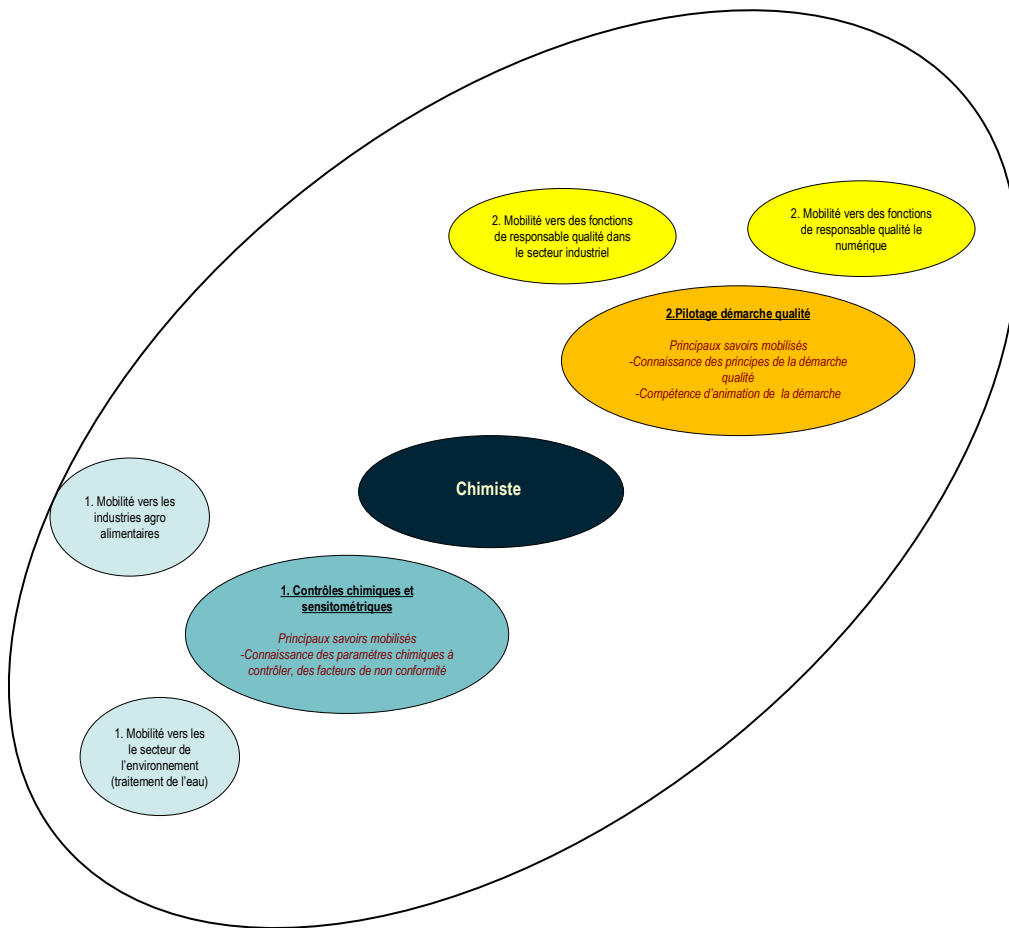 2. Mobilité vers des fonctions
de responsable qualité dans
le secteur industriel
2. Mobilité vers des fonctions
de responsable qualité le
numérique
2.Pilotage démarche qualité
Principaux savoirs mobilisés
-Connaissance des principes de la démarche
qualité
-Compétence d'animation de la démarche
Chimiste
1. Mobilité vers les
industries agro
alimentaires
1. Contrôles chimiques et
sensitométriques
Principaux savoirs mobilisés
-Connaissance des paramètres chimiques à
contrôler, des facteurs de non conformité
1. Mobilité vers les
le secteur de
l'environnement
(traitement de l'eau)